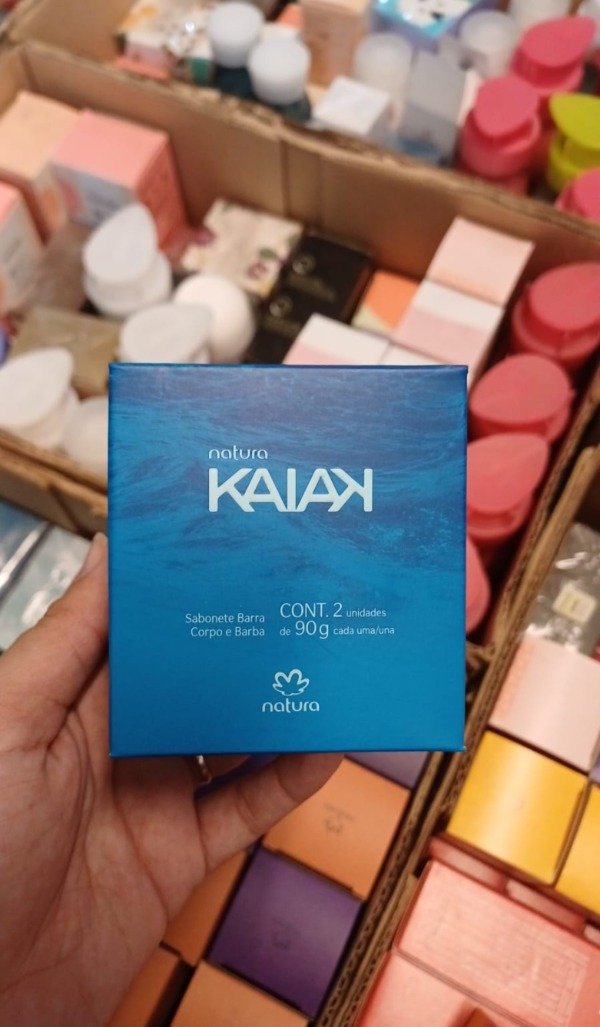 natura
KAIAK
Sabonete Barra
Corpo e Barba
CONT. 2 unidades
de 90g cada uma/una
natura